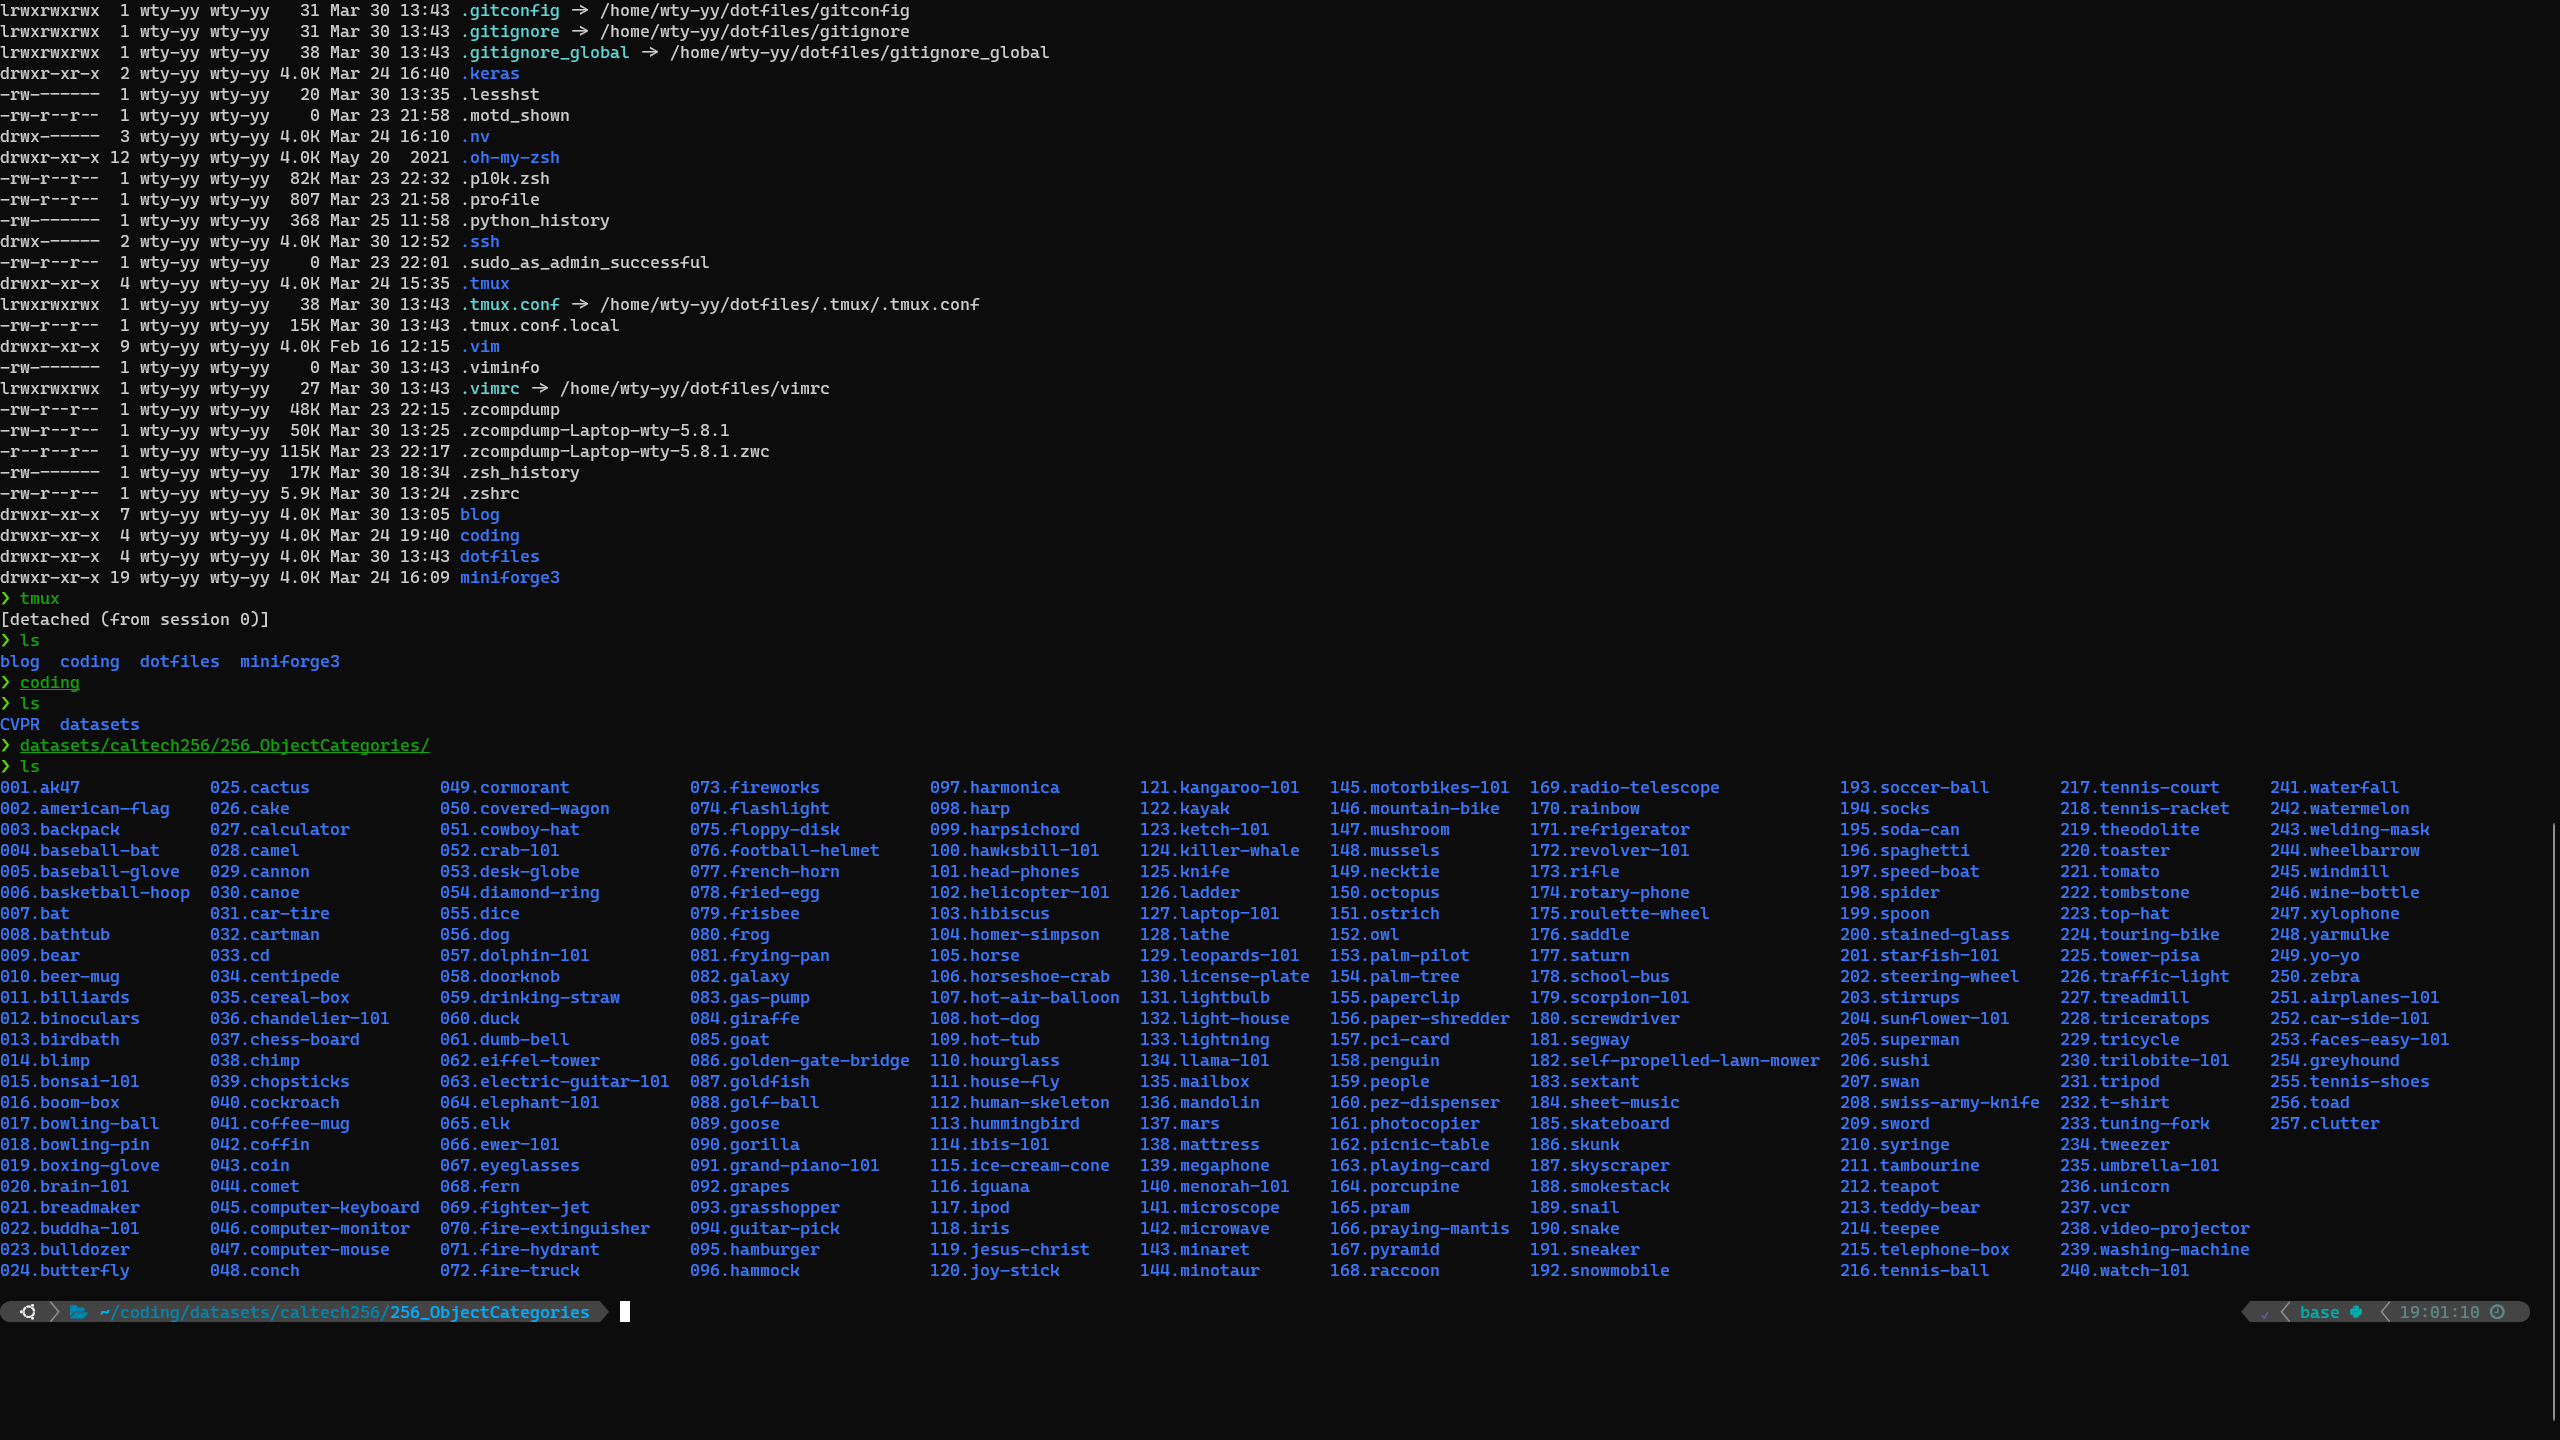 lrwxrwxrwx  1 wty-yy wty-yy   31 Mar 30 13:43 .gitconfig -> /home/wty-yy/dotfiles/gitconfig
lrwxrwxrwx  1 wty-yy wty-yy   31 Mar 30 13:43 .gitignore -> /home/wty-yy/dotfiles/gitignore
lrwxrwxrwx  1 wty-yy wty-yy   38 Mar 30 13:43 .gitignore_global -> /home/wty-yy/dotfiles/gitignore_global
drwxr-xr-x  2 wty-yy wty-yy 4.0K Mar 24 16:40 .keras
-rw-------  1 wty-yy wty-yy   20 Mar 30 13:35 .lesshst
-rw-r--r--  1 wty-yy wty-yy    0 Mar 23 21:58 .motd_shown
drwx------  3 wty-yy wty-yy 4.0K Mar 24 16:10 .nv
drwxr-xr-x 12 wty-yy wty-yy 4.0K May 20  2021 .oh-my-zsh
-rw-r--r--  1 wty-yy wty-yy  82K Mar 23 22:32 .p10k.zsh
-rw-r--r--  1 wty-yy wty-yy  807 Mar 23 21:58 .profile
-rw-------  1 wty-yy wty-yy  368 Mar 25 11:58 .python_history
drwx------  2 wty-yy wty-yy 4.0K Mar 30 12:52 .ssh
-rw-r--r--  1 wty-yy wty-yy    0 Mar 23 22:01 .sudo_as_admin_successful
drwxr-xr-x  4 wty-yy wty-yy 4.0K Mar 24 15:35 .tmux
lrwxrwxrwx  1 wty-yy wty-yy   38 Mar 30 13:43 .tmux.conf -> /home/wty-yy/dotfiles/.tmux/.tmux.conf
-rw-r--r--  1 wty-yy wty-yy  15K Mar 30 13:43 .tmux.conf.local
drwxr-xr-x  9 wty-yy wty-yy 4.0K Feb 16 12:15 .vim
-rw-------  1 wty-yy wty-yy    0 Mar 30 13:43 .viminfo
lrwxrwxrwx  1 wty-yy wty-yy   27 Mar 30 13:43 .vimrc -> /home/wty-yy/dotfiles/vimrc
-rw-r--r--  1 wty-yy wty-yy  48K Mar 23 22:15 .zcompdump
-rw-r--r--  1 wty-yy wty-yy  50K Mar 30 13:25 .zcompdump-Laptop-wty-5.8.1
-r--r--r--  1 wty-yy wty-yy 115K Mar 23 22:17 .zcompdump-Laptop-wty-5.8.1.zwc
-rw-------  1 wty-yy wty-yy  17K Mar 30 18:34 .zsh_history
-rw-r--r--  1 wty-yy wty-yy 5.9K Mar 30 13:24 .zshrc
drwxr-xr-x  7 wty-yy wty-yy 4.0K Mar 30 13:05 blog
drwxr-xr-x  4 wty-yy wty-yy 4.0K Mar 24 19:40 coding
drwxr-xr-x  4 wty-yy wty-yy 4.0K Mar 30 13:43 dotfiles
drwxr-xr-x 19 wty-yy wty-yy 4.0K Mar 24 16:09 miniforge3
❯ tmux
[detached (from session 0)]
❯ ls
blog  coding  dotfiles  miniforge3
❯ coding
❯ ls
CVPR  datasets
❯ datasets/caltech256/256_ObjectCategories/
❯ ls
001.ak47 025.cactus 049.cormorant 073.fireworks 097.harmonica 121.kangaroo-101 145.motorbikes-101 169.radio-telescope 193.soccer-ball 217.tennis-court 241.waterfall
002.american-flag 026.cake 050.covered-wagon 074.flashlight 098.harp 122.kayak 146.mountain-bike 170.rainbow 194.socks 218.tennis-racket 242.watermelon
003.backpack 027.calculator 051.cowboy-hat 075.floppy-disk 099.harpsichord 123.ketch-101 147.mushroom 171.refrigerator 195.soda-can 219.theodolite 243.welding-mask
004.baseball-bat 028.camel 052.crab-101 076.football-helmet 100.hawksbill-101 124.killer-whale 148.mussels 172.revolver-101 196.spaghetti 220.toaster 244.wheelbarrow
005.baseball-glove 029.cannon 053.desk-globe 077.french-horn 101.head-phones 125.knife 149.necktie 173.rifle 197.speed-boat 221.tomato 245.windmill
006.basketball-hoop 030.canoe 054.diamond-ring 078.fried-egg 102.helicopter-101 126.ladder 150.octopus 174.rotary-phone 198.spider 222.tombstone 246.wine-bottle
007.bat 031.car-tire 055.dice 079.frisbee 103.hibiscus 127.laptop-101 151.ostrich 175.roulette-wheel 199.spoon 223.top-hat 247.xylophone
008.bathtub 032.cartman 056.dog 080.frog 104.homer-simpson 128.lathe 152.owl 176.saddle 200.stained-glass 224.touring-bike 248.yarmulke
009.bear 033.cd 057.dolphin-101 081.frying-pan 105.horse 129.leopards-101 153.palm-pilot 177.saturn 201.starfish-101 225.tower-pisa 249.yo-yo
010.beer-mug 034.centipede 058.doorknob 082.galaxy 106.horseshoe-crab 130.license-plate 154.palm-tree 178.school-bus 202.steering-wheel 226.traffic-light 250.zebra
011.billiards 035.cereal-box 059.drinking-straw 083.gas-pump 107.hot-air-balloon 131.lightbulb 155.paperclip 179.scorpion-101 203.stirrups 227.treadmill 251.airplanes-101
012.binoculars 036.chandelier-101 060.duck 084.giraffe 108.hot-dog 132.light-house 156.paper-shredder 180.screwdriver 204.sunflower-101 228.triceratops 252.car-side-101
013.birdbath 037.chess-board 061.dumb-bell 085.goat 109.hot-tub 133.lightning 157.pci-card 181.segway 205.superman 229.tricycle 253.faces-easy-101
014.blimp 038.chimp 062.eiffel-tower 086.golden-gate-bridge 110.hourglass 134.llama-101 158.penguin 182.self-propelled-lawn-mower 206.sushi 230.trilobite-101 254.greyhound
015.bonsai-101 039.chopsticks 063.electric-guitar-101 087.goldfish 111.house-fly 135.mailbox 159.people 183.sextant 207.swan 231.tripod 255.tennis-shoes
016.boom-box 040.cockroach 064.elephant-101 088.golf-ball 112.human-skeleton 136.mandolin 160.pez-dispenser 184.sheet-music 208.swiss-army-knife 232.t-shirt 256.toad
017.bowling-ball 041.coffee-mug 065.elk 089.goose 113.hummingbird 137.mars 161.photocopier 185.skateboard 209.sword 233.tuning-fork 257.clutter
018.bowling-pin 042.coffin 066.ewer-101 090.gorilla 114.ibis-101 138.mattress 162.picnic-table 186.skunk 210.syringe 234.tweezer
019.boxing-glove 043.coin 067.eyeglasses 091.grand-piano-101 115.ice-cream-cone 139.megaphone 163.playing-card 187.skyscraper 211.tambourine 235.umbrella-101
020.brain-101 044.comet 068.fern 092.grapes 116.iguana 140.menorah-101 164.porcupine 188.smokestack 212.teapot 236.unicorn
021.breadmaker 045.computer-keyboard 069.fighter-jet 093.grasshopper 117.ipod 141.microscope 165.pram 189.snail 213.teddy-bear 237.vcr
022.buddha-101 046.computer-monitor 070.fire-extinguisher 094.guitar-pick 118.iris 142.microwave 166.praying-mantis 190.snake 214.teepee 238.video-projector
023.bulldozer 047.computer-mouse 071.fire-hydrant 095.hamburger 119.jesus-christ 143.minaret 167.pyramid 191.sneaker 215.telephone-box 239.washing-machine
024.butterfly 048.conch 072.fire-truck 096.hammock 120.joy-stick 144.minotaur 168.raccoon 192.snowmobile 216.tennis-ball 240.watch-101
~/coding/datasets/caltech256/256_ObjectCategories base 19:01:10